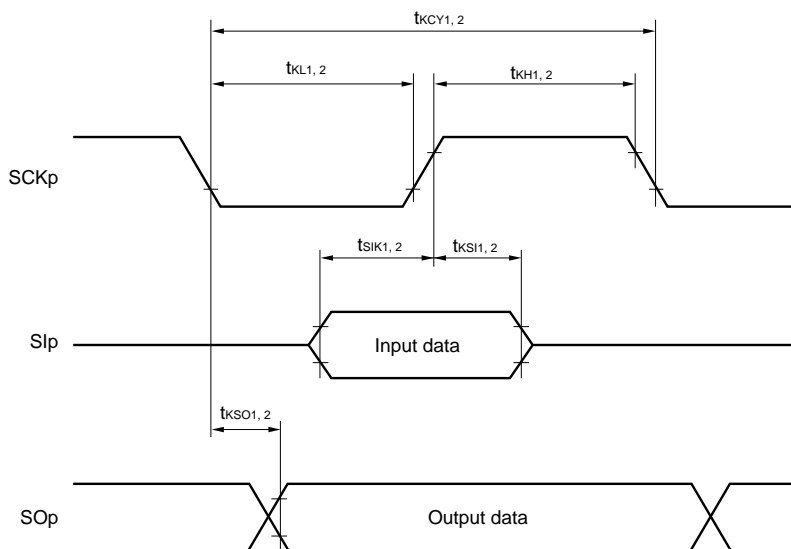 tKCY1, 2
tKL1, 2
tKH1, 2
SCKp
tSIK1, 2
tKSI1, 2
SIp
Input data
tKSO1, 2
SOp
Output data